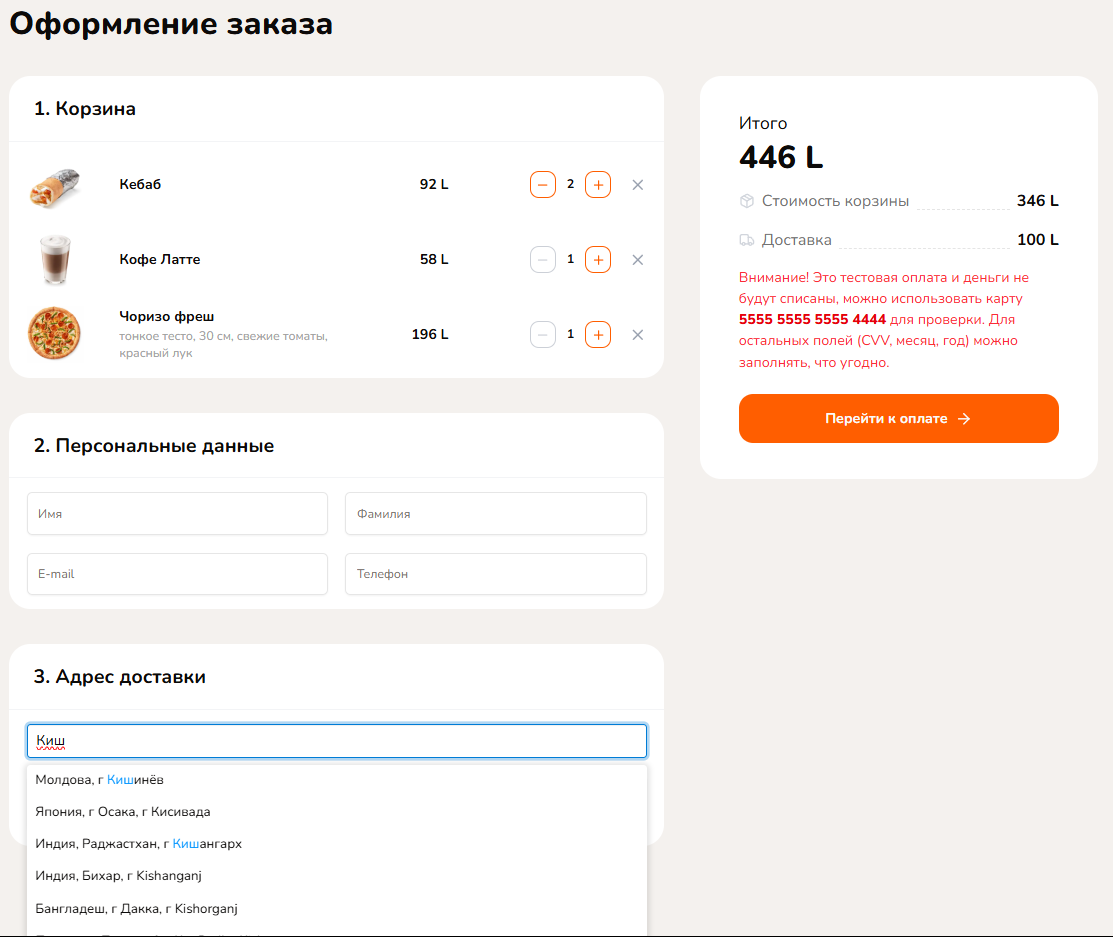 Оформление заказа
1. Корзина
Кебаб
92 L
2
Кофе Латте
58 L
1
Чоризо фреш
тонкое тесто, 30 см, свежие томаты,
красный лук
196 L
1
2. Персональные данные
Имя
Фамилия
E-mail
Телефон
3. Адрес доставки
Киш
Молдова, г Кишинёв
Япония, г Осака, г Кисивада
Индия, Раджастхан, г Кишангарх
Индия, Бихар, г Kishanganj
Бангладеш, г Дакка, г Kishorganj
Итого
446 L
Стоимость корзины 346 L
Доставка 100 L
Внимание! Это тестовая оплата и деньги не
будут списаны, можно использовать карту
5555 5555 5555 4444 для проверки. Для
остальных полей (CVV, месяц, год) можно
заполнять, что угодно.
Перейти к оплате